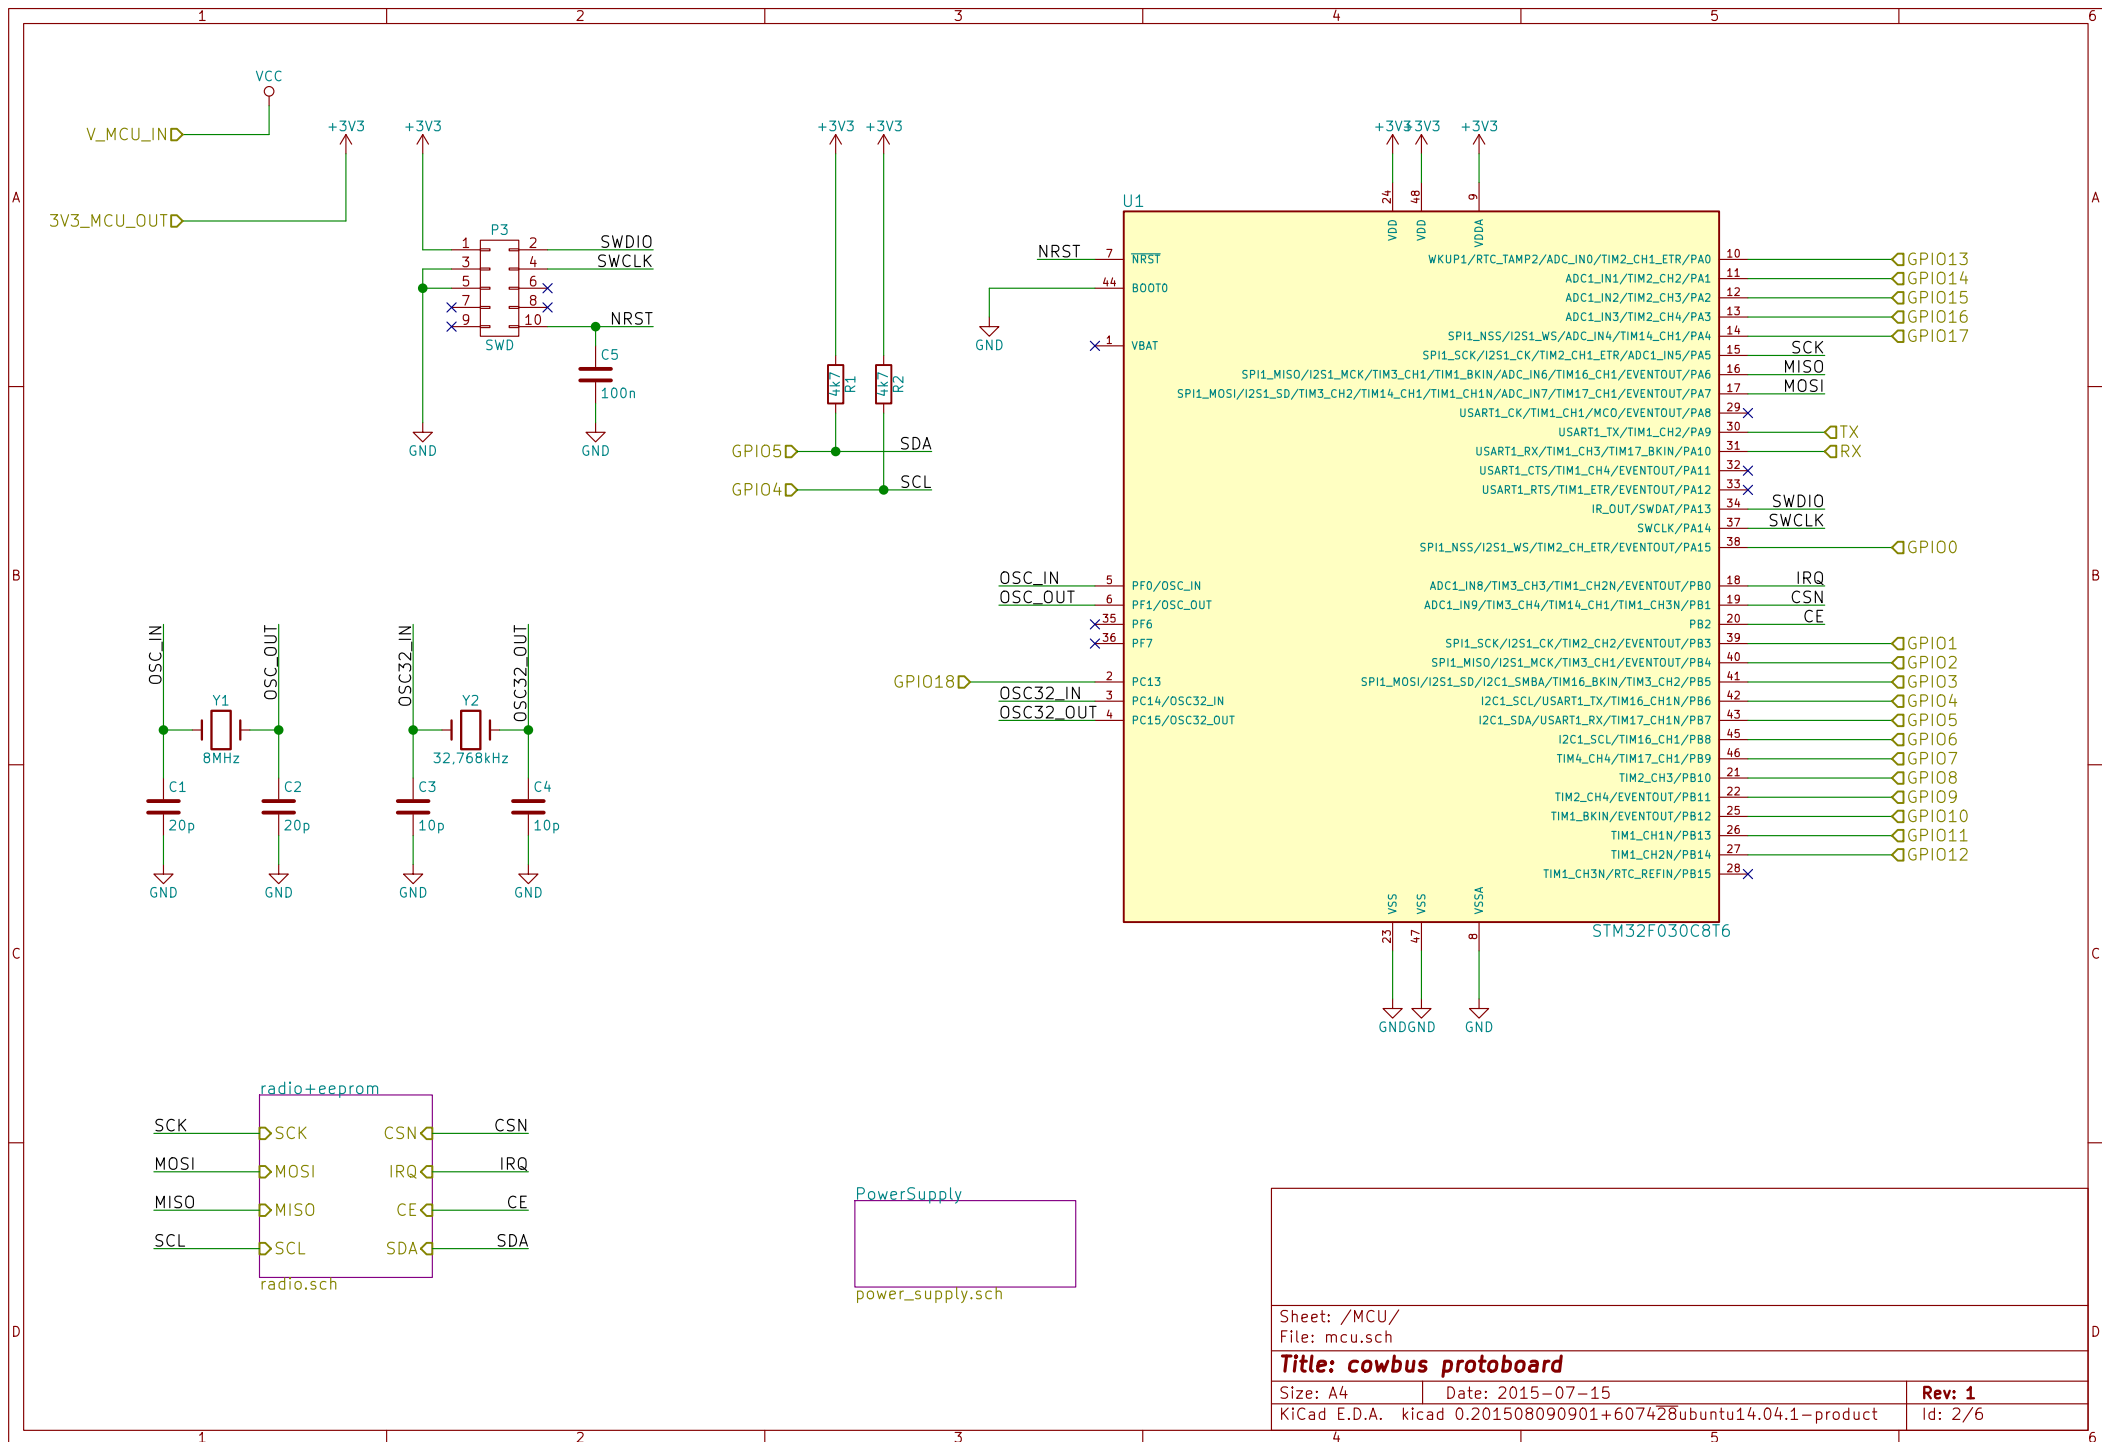 1 2 3 4 5 6
A A
B B
C C
D D
VCC
V_MCU_IN
+3V3
3V3_MCU_OUT
+3V3
P3
1 2 SWDIO
3 4 SWCLK
5 6
7 8
9 10 NRST
SWD
C5
100n
GND
GND
+3V3 +3V3
4k7 R1
4k7 R2
GPIO5 SDA
GPIO4 SCL
OSC_IN
OSC_OUT
Y1
8MHz
C1
20p
C2
20p
GND
GND
OSC32_IN
OSC32_OUT
Y2
32,768kHz
C3
10p
C4
10p
GND
GND
U1
+3V3 +3V3 +3V3
24 48 9
VDD VDD VDDA
NRST 7 NRST
44 BOOT0
GND
1 VBAT
OSC_IN 5 PF0/OSC_IN
OSC_OUT 6 PF1/OSC_OUT
35 PF6
36 PF7
GPIO18 2 PC13
OSC32_IN 3 PC14/OSC32_IN
OSC32_OUT 4 PC15/OSC32_OUT
WKUP1/RTC_TAMP2/ADC_IN0/TIM2_CH1_ETR/PA0 10 GPIO13
ADC1_IN1/TIM2_CH2/PA1 11 GPIO14
ADC1_IN2/TIM2_CH3/PA2 12 GPIO15
ADC1_IN3/TIM2_CH4/PA3 13 GPIO16
SPI1_NSS/I2S1_WS/ADC_IN4/TIM14_CH1/PA4 14 GPIO17
SPI1_SCK/I2S1_CK/TIM2_CH1_ETR/ADC1_IN5/PA5 15 SCK
SPI1_MISO/I2S1_MCK/TIM3_CH1/TIM1_BKIN/ADC_IN6/TIM16_CH1/EVENTOUT/PA6 16 MISO
SPI1_MOSI/I2S1_SD/TIM3_CH2/TIM14_CH1/TIM1_CH1N/ADC_IN7/TIM17_CH1/EVENTOUT/PA7 17 MOSI
USART1_CK/TIM1_CH1/MCO/EVENTOUT/PA8 29
USART1_TX/TIM1_CH2/PA9 30 TX
USART1_RX/TIM1_CH3/TIM17_BKIN/PA10 31 RX
USART1_CTS/TIM1_CH4/EVENTOUT/PA11 32
USART1_RTS/TIM1_ETR/EVENTOUT/PA12 33
IR_OUT/SWDAT/PA13 34 SWDIO
SWCLK/PA14 37 SWCLK
SPI1_NSS/I2S1_WS/TIM2_CH_ETR/EVENTOUT/PA15 38 GPIO0
ADC1_IN8/TIM3_CH3/TIM1_CH2N/EVENTOUT/PB0 18 IRQ
ADC1_IN9/TIM3_CH4/TIM14_CH1/TIM1_CH3N/PB1 19 CSN
PB2 20 CE
SPI1_SCK/I2S1_CK/TIM2_CH2/EVENTOUT/PB3 39 GPIO1
SPI1_MISO/I2S1_MCK/TIM3_CH1/EVENTOUT/PB4 40 GPIO2
SPI1_MOSI/I2S1_SD/I2C1_SMBA/TIM16_BKIN/TIM3_CH2/PB5 41 GPIO3
I2C1_SCL/USART1_TX/TIM16_CH1N/PB6 42 GPIO4
I2C1_SDA/USART1_RX/TIM17_CH1N/PB7 43 GPIO5
I2C1_SCL/TIM16_CH1/PB8 45 GPIO6
TIM4_CH4/TIM17_CH1/PB9 46 GPIO7
TIM2_CH3/PB10 21 GPIO8
TIM2_CH4/EVENTOUT/PB11 22 GPIO9
TIM1_BKIN/EVENTOUT/PB12 25 GPIO10
TIM1_CH1N/PB13 26 GPIO11
TIM1_CH2N/PB14 27 GPIO12
TIM1_CH3N/RTC_REFIN/PB15 28
VSS VSS VSSA
23 47 8
STM32F030C8T6
GND GND GND
radio+eeprom
SCK SCK CSN CSN
MOSI MOSI IRQ IRQ
MISO MISO CE CE
SCL SCL SDA SDA
radio.sch
PowerSupply
power_supply.sch
Sheet: /MCU/
File: mcu.sch
Title: cowbus protoboard
Size: A4 Date: 2015-07-15 Rev: 1
KiCad E.D.A. kicad 0.201508090901+607428ubuntu14.04.1-product Id: 2/6
1 2 3 4 5 6